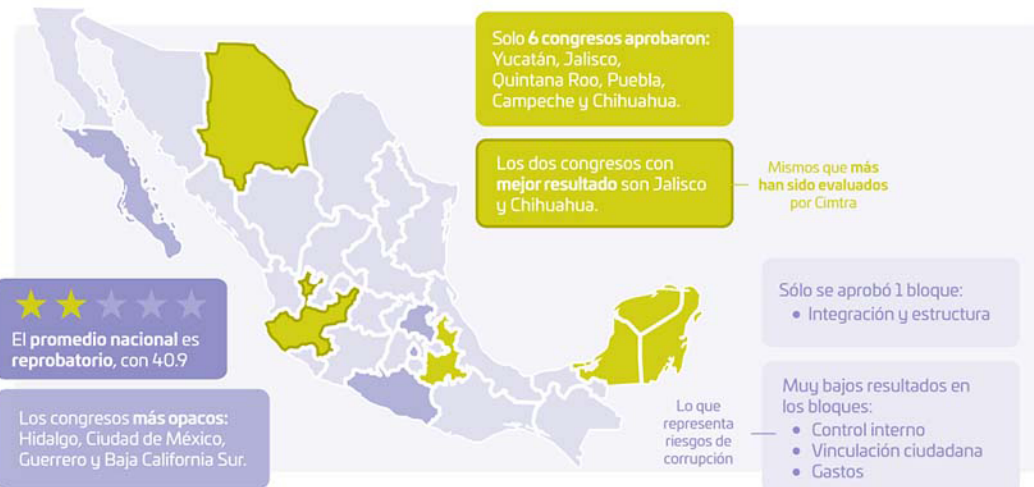 Solo 6 congresos aprobaron:
Yucatán, Jalisco,
Quintana Roo, Puebla,
Campeche y Chihuahua.
Los dos congresos con
mejor resultado son Jalisco
y Chihuahua.
Mismos que más
han sido evaluados
por Cimtra
El promedio nacional es
reprobatorio, con 40.9
Los congresos más opacos:
Hidalgo, Ciudad de México,
Guerrero y Baja California Sur.
Sólo se aprobó 1 bloque:
• Integración y estructura
Lo que
representa
riesgos de
corrupción
Muy bajos resultados en
los bloques:
• Control interno
• Vinculación ciudadana
• Gastos